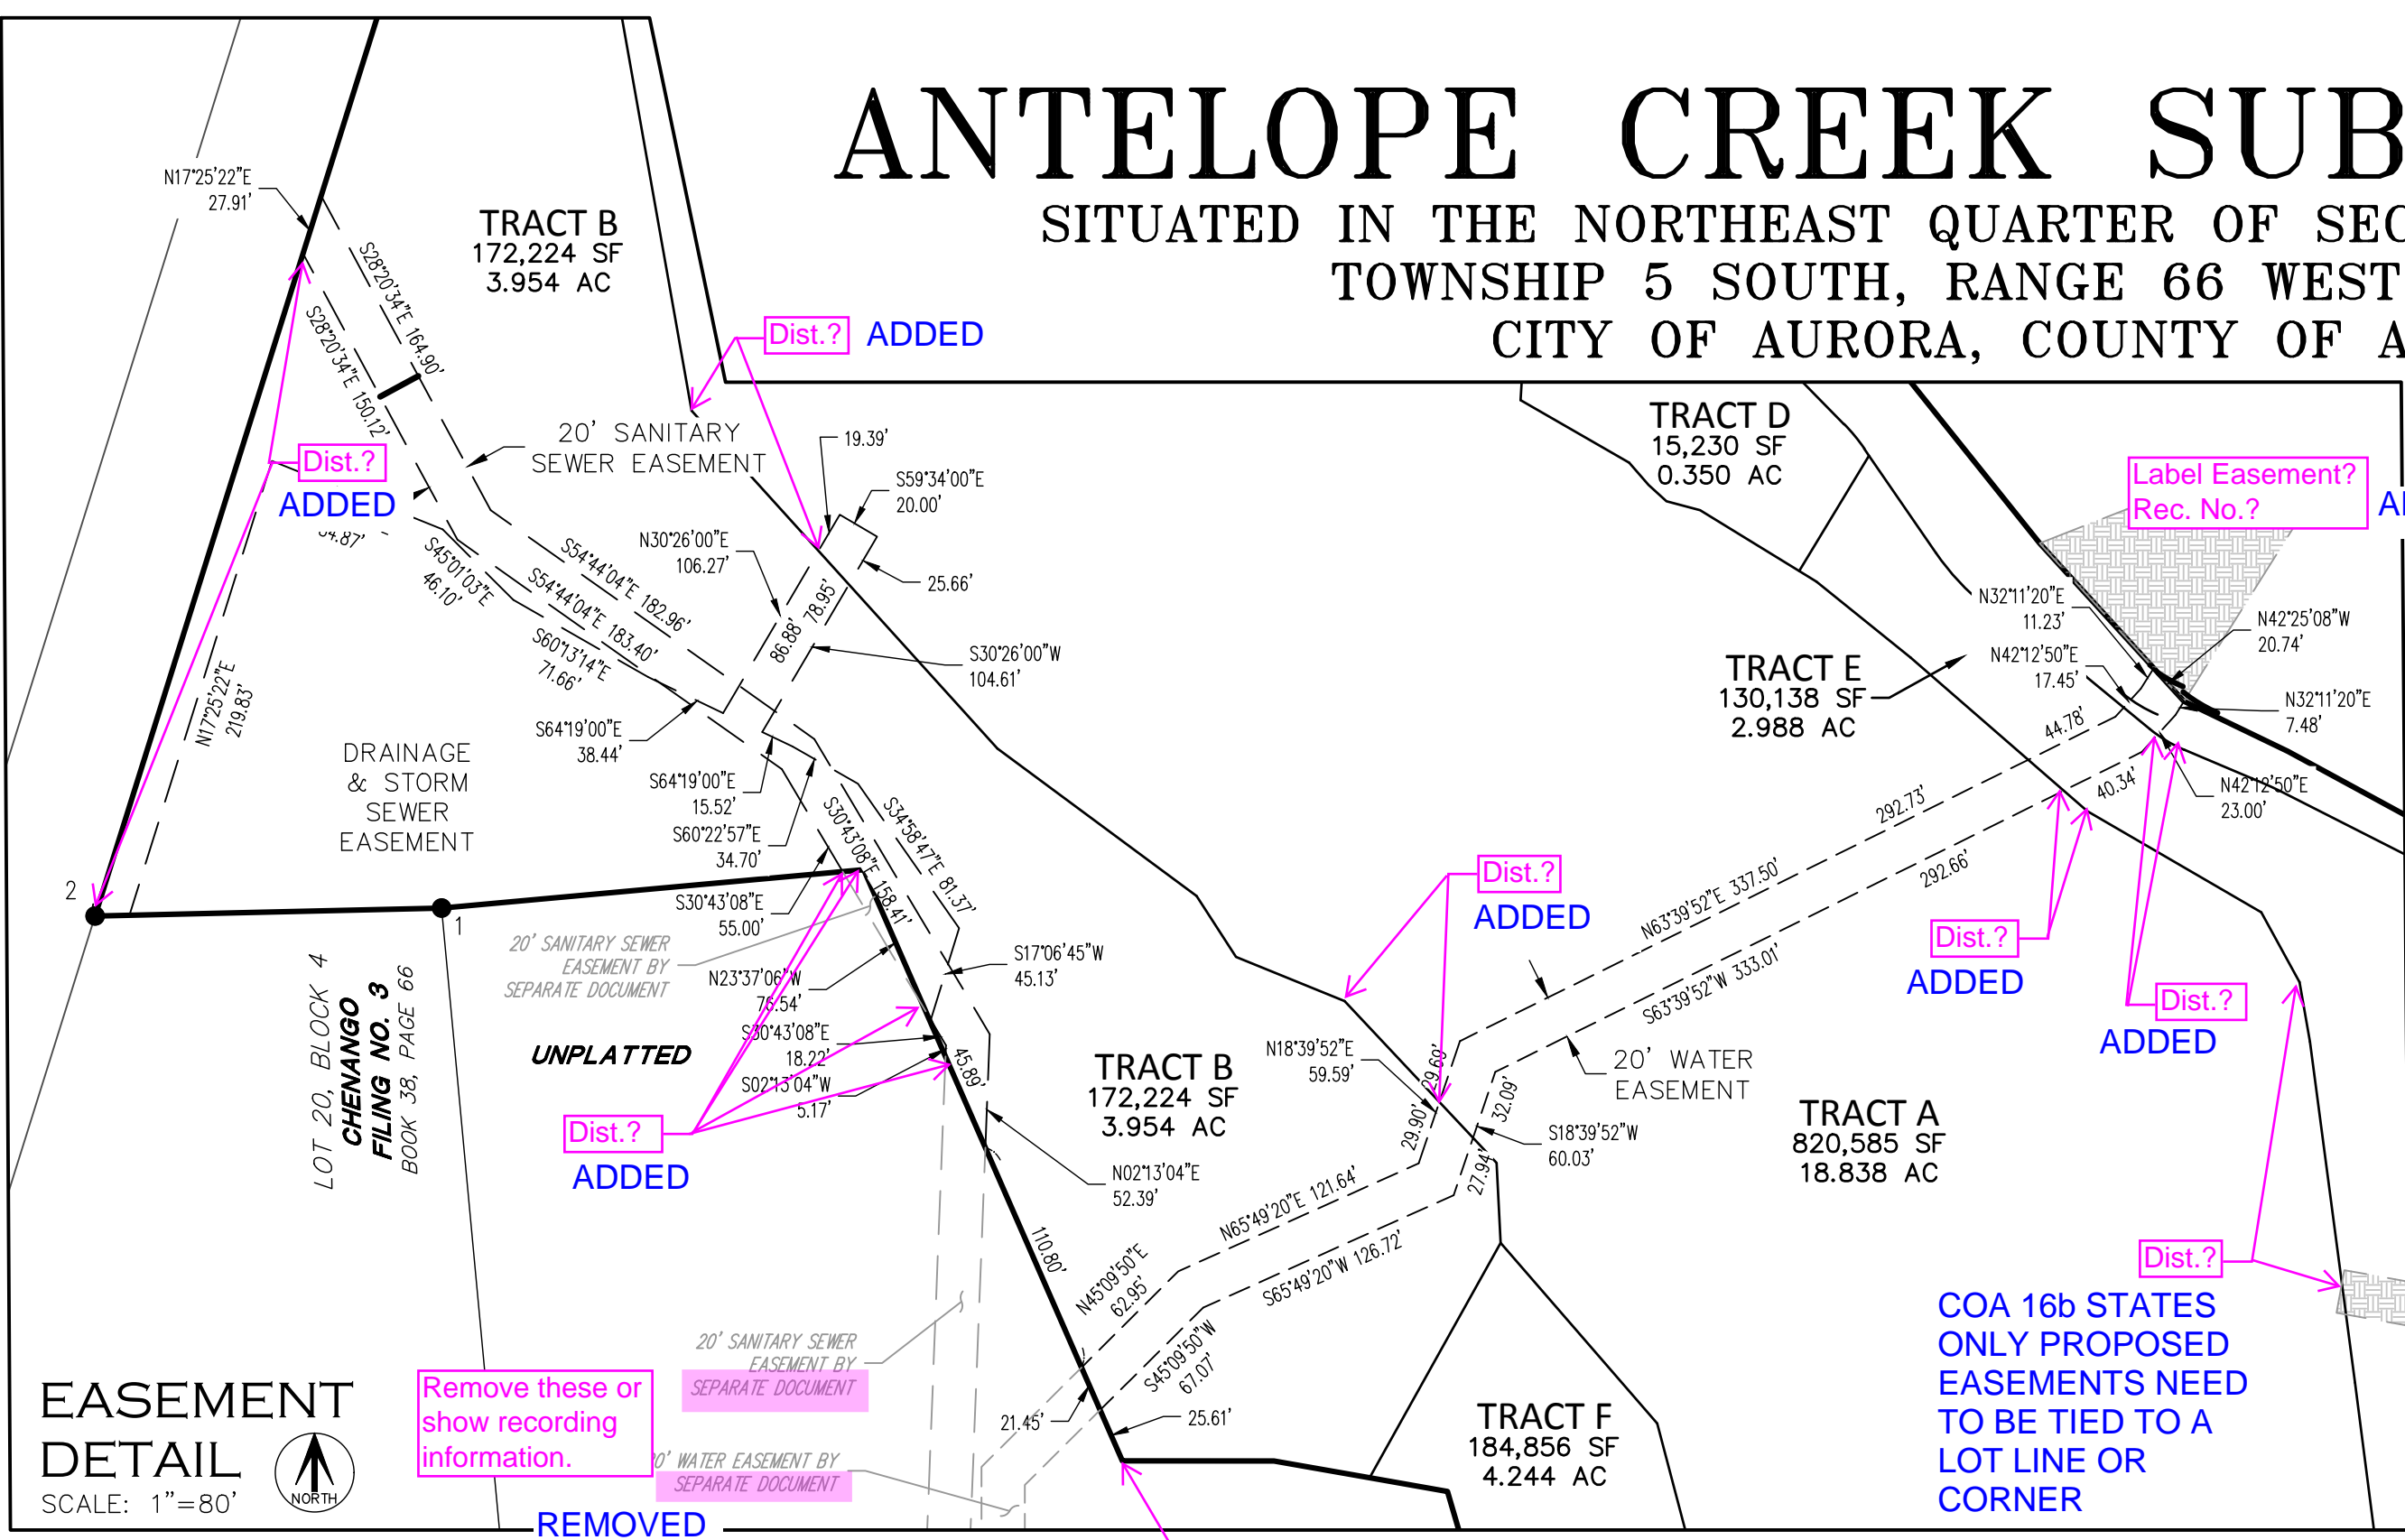 ANTELOPE CREEK SUB
SITUATED IN THE NORTHEAST QUARTER OF SEC
TOWNSHIP 5 SOUTH, RANGE 66 WEST
CITY OF AURORA, COUNTY OF A
N17°25'22"E
27.91'
TRACT B
172,224 SF
3.954 AC
S28°20'34"E 164.90'
S28°20'34"E 150.12'
Dist.? ADDED
20' SANITARY
SEWER EASEMENT
19.39'
S59°34'00"E
20.00'
Dist.?
ADDED
N30°26'00"E
106.27'
25.66'
S45°01'03"E
46.10'
S54°44'04"E 182.96'
S54°44'04"E 183.40'
S60°13'14"E
71.66'
86.88'
78.95'
S30°26'00"W
104.61'
N17°25'22"E
219.83'
S64°19'00"E
38.44'
S64°19'00"E
15.52'
S60°22'57"E
34.70'
DRAINAGE
& STORM
SEWER
EASEMENT
S30°43'08"E 158.41'
S34°58'47"E 81.37'
2
1
S30°43'08"E
55.00'
20' SANITARY SEWER
EASEMENT BY
SEPARATE DOCUMENT
N23°37'06"W
76.54'
S17°06'45"W
45.13'
S30°43'08"E
18.22'
S02°13'04"W
5.17'
45.89'
LOT 20, BLOCK 4
CHENANGO
FILING NO. 3
BOOK 38, PAGE 66
UNPLATTED
Dist.?
ADDED
TRACT B
172,224 SF
3.954 AC
N02°13'04"E
52.39'
110.80'
TRACT D
15,230 SF
0.350 AC
Label Easement?
Rec. No.?
N32°11'20"E
11.23'
N42°25'08"W
20.74'
N42°12'50"E
17.45'
N32°11'20"E
7.48'
TRACT E
130,138 SF
2.988 AC
44.78'
40.34'
N42°12'50"E
23.00'
292.73'
292.66'
N63°39'52"E 337.50'
S63°39'52"W 333.01'
Dist.?
ADDED
Dist.?
ADDED
Dist.?
ADDED
N18°39'52"E
59.59'
29.69'
29.90'
32.09'
27.94'
20' WATER
EASEMENT
S18°39'52"W
60.03'
TRACT A
820,585 SF
18.838 AC
N65°49'20"E 121.64'
S65°49'20"W 126.72'
N45°09'50"E
62.95'
S45°09'50"W
67.07'
Dist.?
COA 16b STATES
ONLY PROPOSED
EASEMENTS NEED
TO BE TIED TO A
LOT LINE OR
CORNER
20' SANITARY SEWER
EASEMENT BY
SEPARATE DOCUMENT
21.45'
25.61'
TRACT F
184,856 SF
4.244 AC
EASEMENT
DETAIL
SCALE: 1"=80'
NORTH
Remove these or
show recording
information.
WATER EASEMENT BY
SEPARATE DOCUMENT
REMOVED